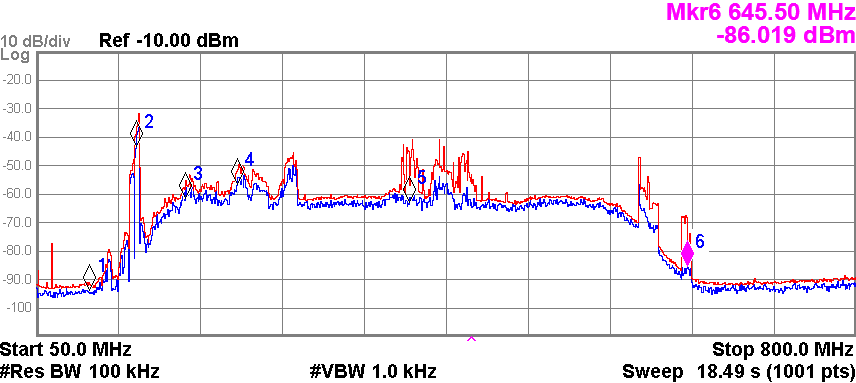 Mkr6 645.50 MHz
-86.019 dBm
10 dB/div
Ref -10.00 dBm
Log
-20.0
-30.0
-40.0
-50.0
-60.0
-70.0
-80.0
-90.0
-100
1
2
3
4
5
6
Start 50.0 MHz
Stop 800.0 MHz
#Res BW 100 kHz
#VBW 1.0 kHz
Sweep 18.49 s (1001 pts)